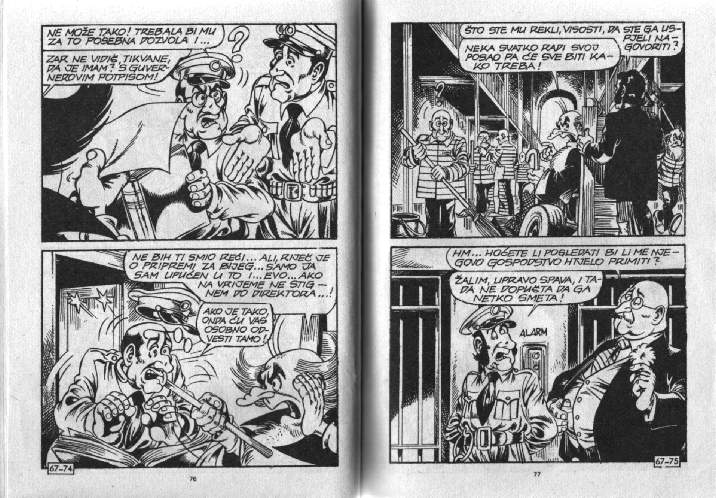 NE MOŽE TAKO! TREBALA BI MU
ZA TO POSEBNA DOZVOLA!...
ZAR NE VIDIŠ, TIKVANE,
DA JE IMAM? S GUVER-
NEROVIM POTPISOM!
?
NE BIH TI SMIO REĆI... ALI, RIJEČ JE
O PRIPREMI ZA BIJEG... SAMO JA
SAM UPUĆEN U TO I... EVO... AKO
NA VRIJEME NE STIG-
NEM DO DIREKTORA...!
AKO JE TAKO,
ONDA ĆU VAS
OSOBNO OD-
VESTI TAMO!
67-74
76
ŠTO STE MU REKLI, VISOSTI, DA STE GA US-
PJELI NA-
GOVORITI?
NEKA SVATKO RADI SVOJ
POSAO PA ĆE SVE BITI KA-
KO TREBA!
?
HM... HOĆETE LI POGLEDATI BI LI ME NJE-
GOVO GOSPODSTVO HTJELO PRIMITI?
ŽALIM, UPRAVO SPAVA, I TA-
DA NE DOPUŠTA DA GA
NETKO SMETA!
ALARM
67-75
77